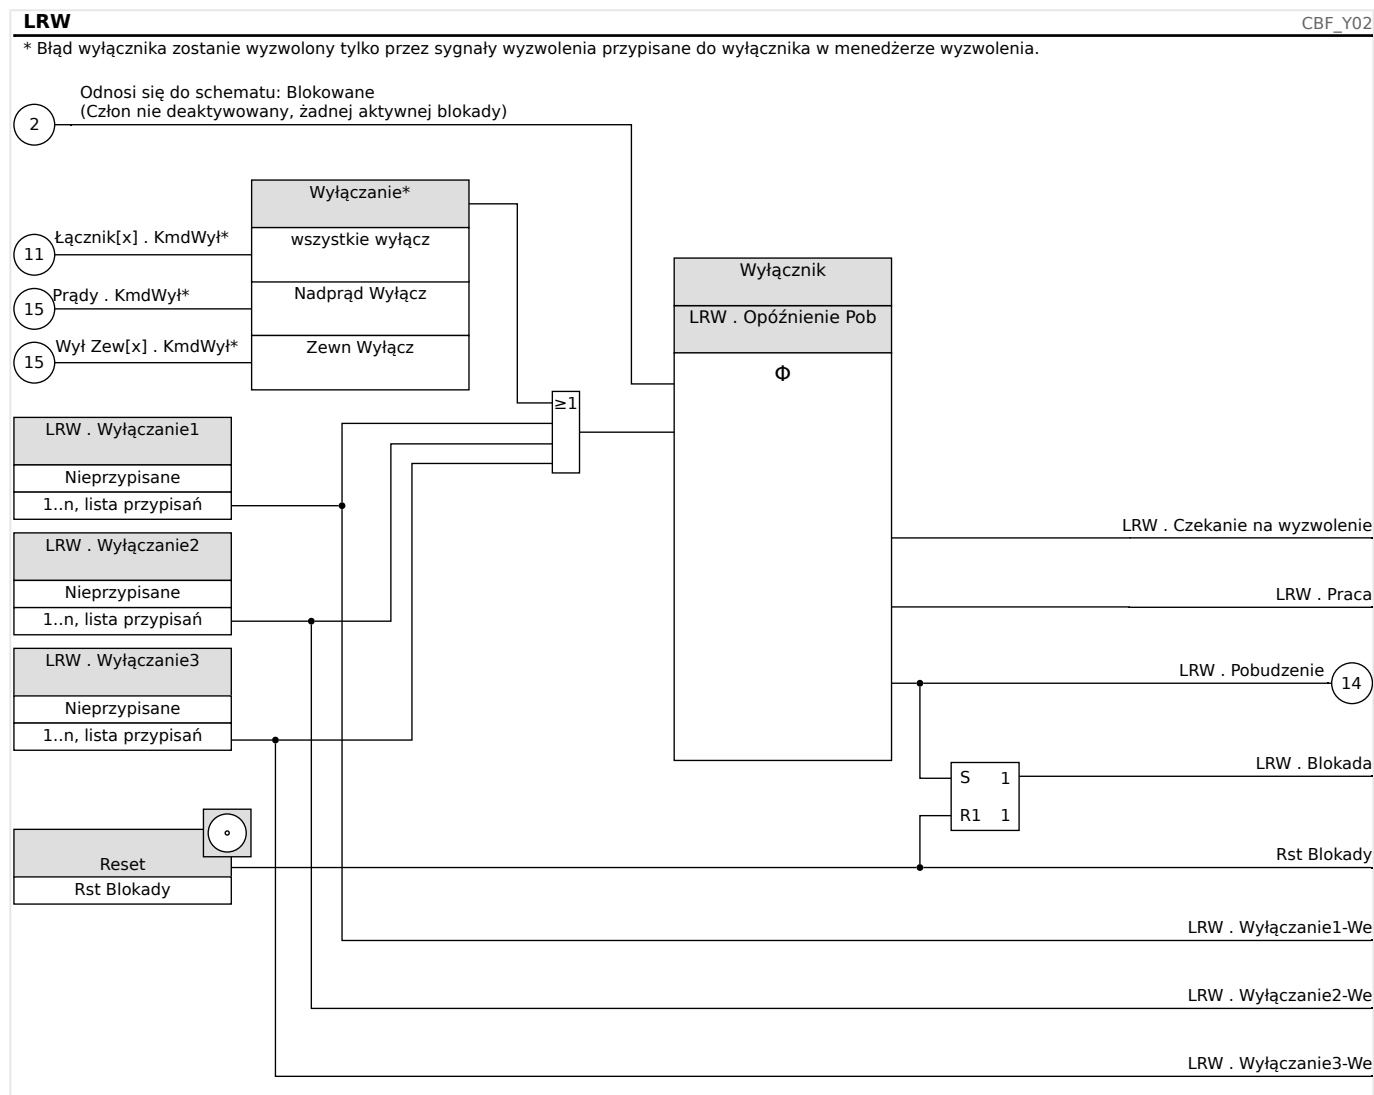 LRW
CBF_Y02
* Błąd wyłącznika zostanie wyzwolony tylko przez sygnały wyzwolenia przypisane do wyłącznika w menedżerze wyzwolenia.
Odnosi się do schematu: Blokowane
(Człon nie deaktywowany, żadnej aktywnej blokady)
2
Wyłączanie*
Łącznik[x] . KmdWył*
11
wszystkie wyłącz
Prądy . KmdWył*
15
Nadprąd Wyłącz
Wył Zew[x] . KmdWył*
15
Zewn Wyłącz
Wyłącznik
LRW . Opóźnienie Pob
Φ
≥1
LRW . Wyłączanie1
Nieprzypisane
1..n, lista przypisań
LRW . Wyłączanie2
Nieprzypisane
1..n, lista przypisań
LRW . Wyłączanie3
Nieprzypisane
1..n, lista przypisań
LRW . Czekanie na wyzwolenie
LRW . Praca
LRW . Pobudzenie
14
LRW . Blokada
S 1
R1 1
Reset
Rst Blokady
Rst Blokady
LRW . Wyłączanie1-We
LRW . Wyłączanie2-We
LRW . Wyłączanie3-We